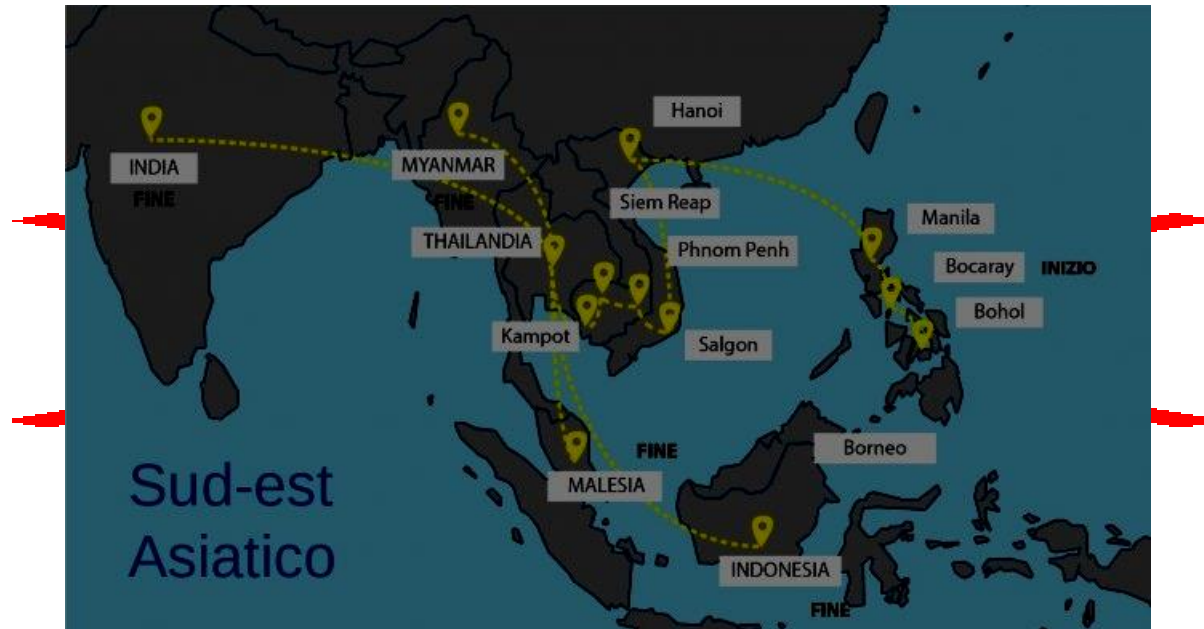 Hanoi
INDIA
FINE
MYANMAR
FINE
Siem Reap
Manila
THAILANDIA
Phnom Penh
Bocaray INIZIO
Bohol
Kampot
Salgon
FINE
Borneo
MALESIA
Sud-est
Asiatico
INDONESIA
FINE